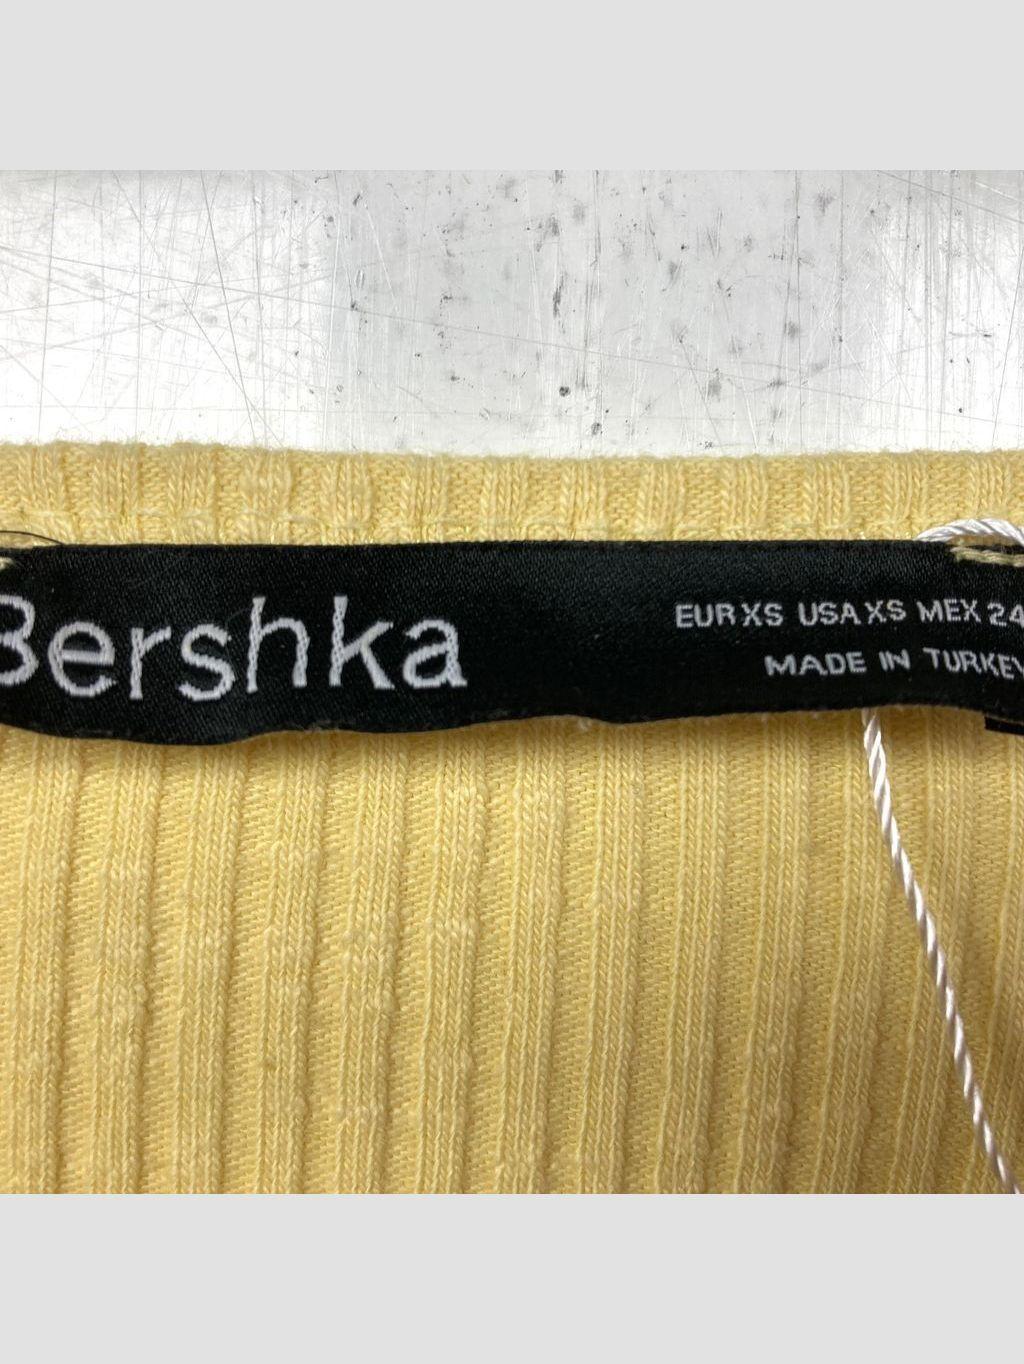 Bershka
EUR XS USA XS MEX 24
MADE IN TURKEY